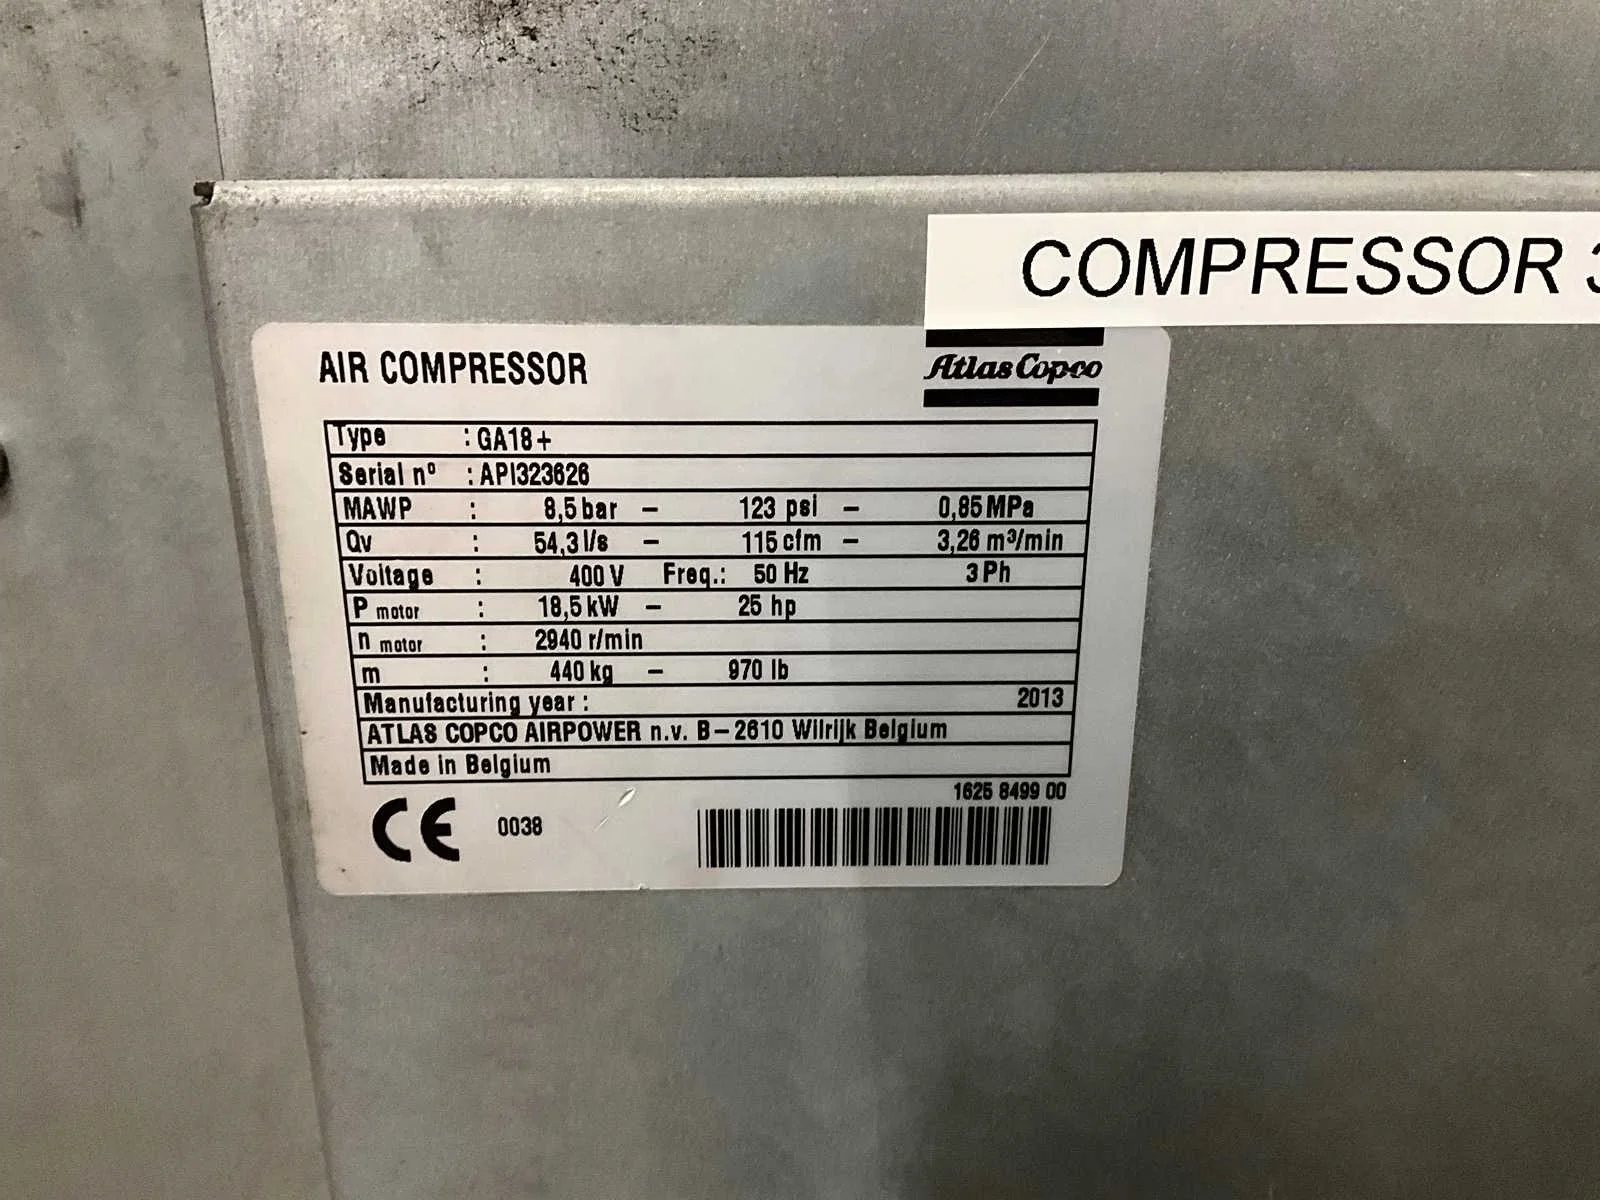 COMPRESSOR 3
AIR COMPRESSOR
Atlas Copco
Type : GA18+
Serial nº : API323626
MAWP : 8,5 bar – 123 psi – 0,85 MPa
Qv : 54,3 l/s – 115 cfm – 3,26 m³/min
Voltage : 400 V Freq.: 50 Hz 3 Ph
P motor : 18,5 kW – 25 hp
n motor : 2940 r/min
m : 440 kg – 970 lb
Manufacturing year : 2013
ATLAS COPCO AIRPOWER n.v. B – 2610 Wilrijk Belgium
Made in Belgium
1625 8499 00
CE 0038